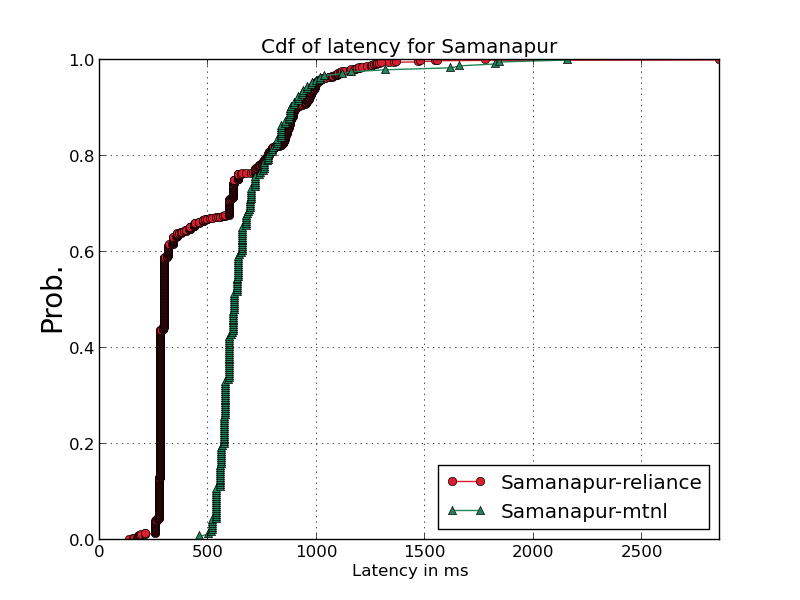 Cdf of latency for Samanapur
1.0
0.8
0.6
0.4
0.2
0.0
Prob.
0 500 1000 1500 2000 2500
Latency in ms
Samanapur-reliance
Samanapur-mtnl